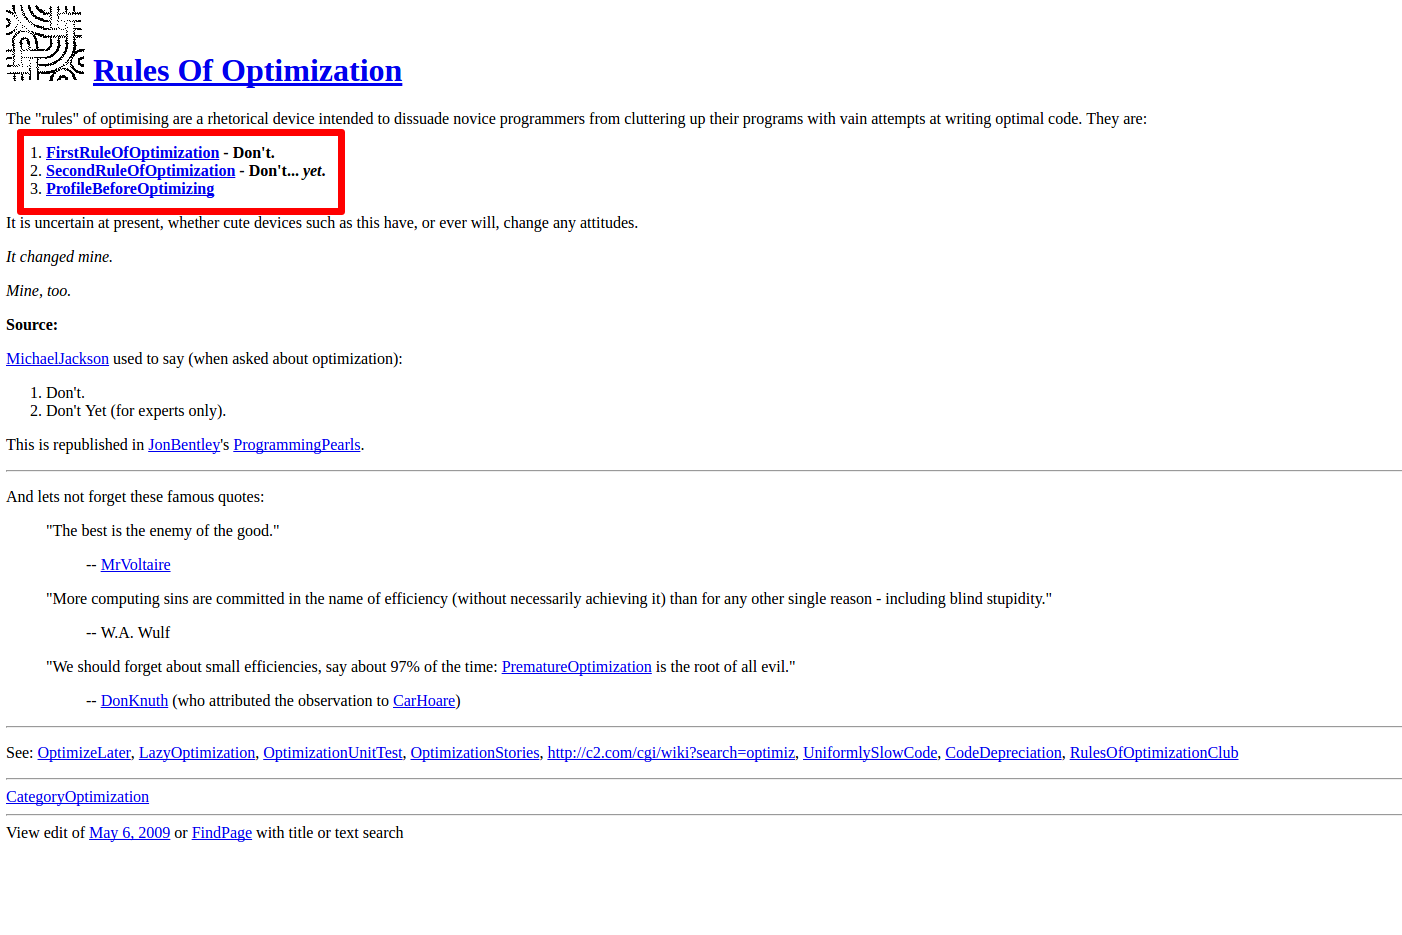 Rules Of Optimization
The "rules" of optimising are a rhetorical device intended to dissuade novice programmers from cluttering up their programs with vain attempts at writing optimal code. They are:
1. FirstRuleOfOptimization - Don't.
2. SecondRuleOfOptimization - Don't... yet.
3. ProfileBeforeOptimizing
It is uncertain at present, whether cute devices such as this have, or ever will, change any attitudes.
It changed mine.
Mine, too.
Source:
MichaelJackson used to say (when asked about optimization):
1. Don't.
2. Don't Yet (for experts only).
This is republished in JonBentley's ProgrammingPearls.
And lets not forget these famous quotes:
"The best is the enemy of the good."
-- MrVoltaire
"More computing sins are committed in the name of efficiency (without necessarily achieving it) than for any other single reason - including blind stupidity."
-- W.A. Wulf
"We should forget about small efficiencies, say about 97% of the time: PrematureOptimization is the root of all evil."
-- DonKnuth (who attributed the observation to CarHoare)
See: OptimizeLater, LazyOptimization, OptimizationUnitTest, OptimizationStories, http://c2.com/cgi/wiki?search=optimiz, UniformlySlowCode, CodeDepreciation, RulesOfOptimizationClub
CategoryOptimization
View edit of May 6, 2009 or FindPage with title or text search